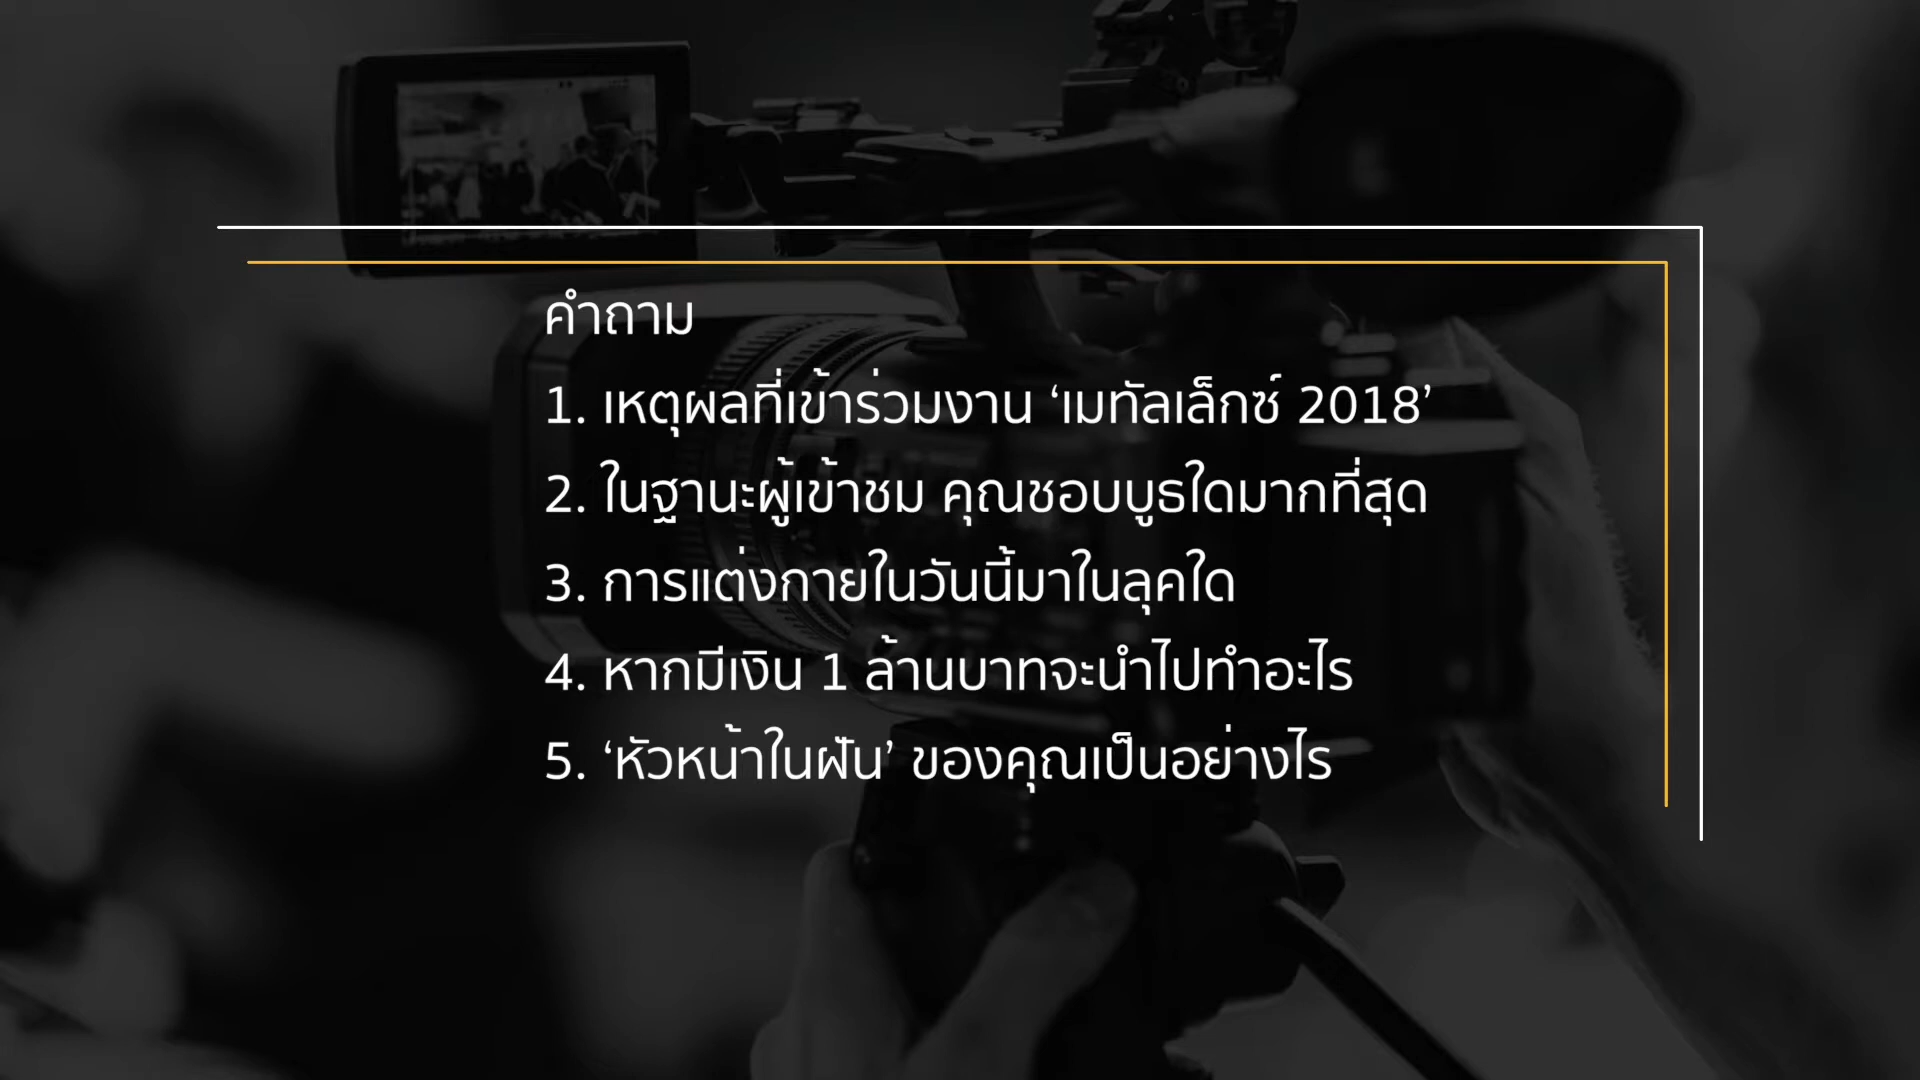 คำถาม
1. เหตุผลที่เข้าร่วมงาน ‘เมทัลเล็กซ์ 2018’
2. ในฐานะผู้เข้าชม คุณชอบบูธใดมากที่สุด
3. การแต่งกายในวันนี้มาในลุคใด
4. หากมีเงิน 1 ล้านบาทจะนำไปทำอะไร
5. ‘หัวหน้าในฝัน’ ของคุณเป็นอย่างไร